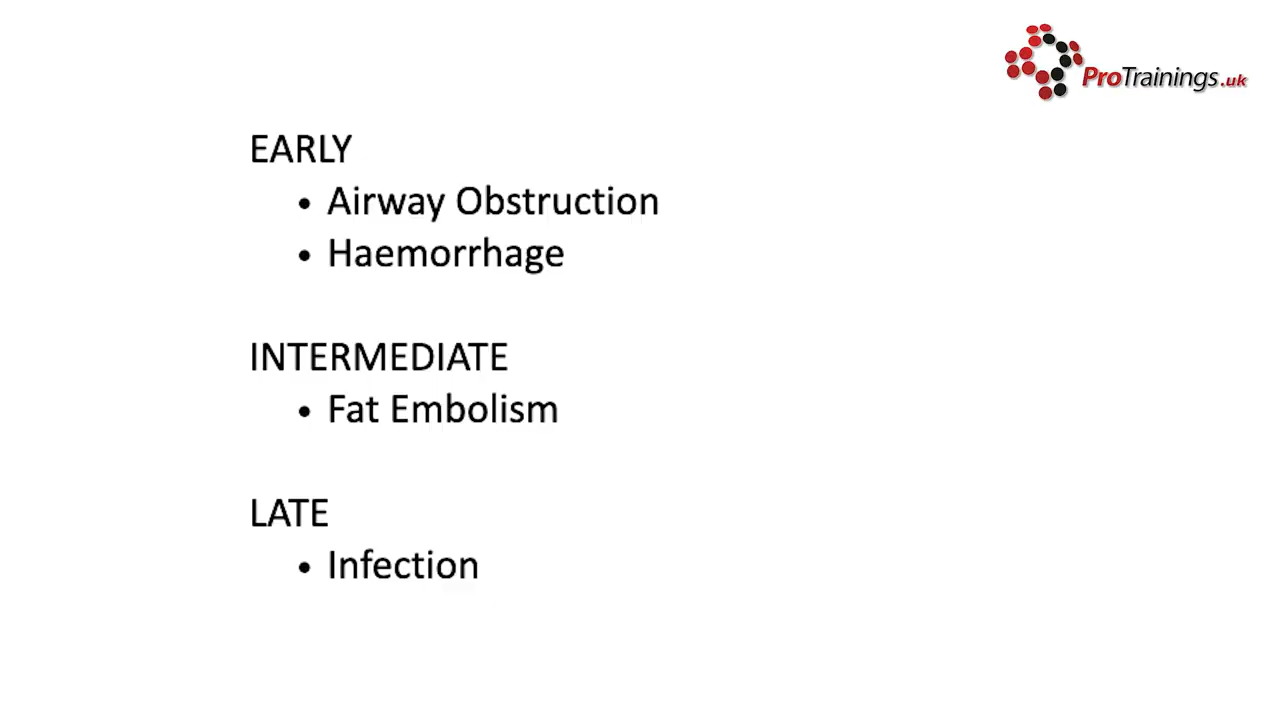 ProTrainings.uk
EARLY
• Airway Obstruction
• Haemorrhage
INTERMEDIATE
• Fat Embolism
LATE
• Infection